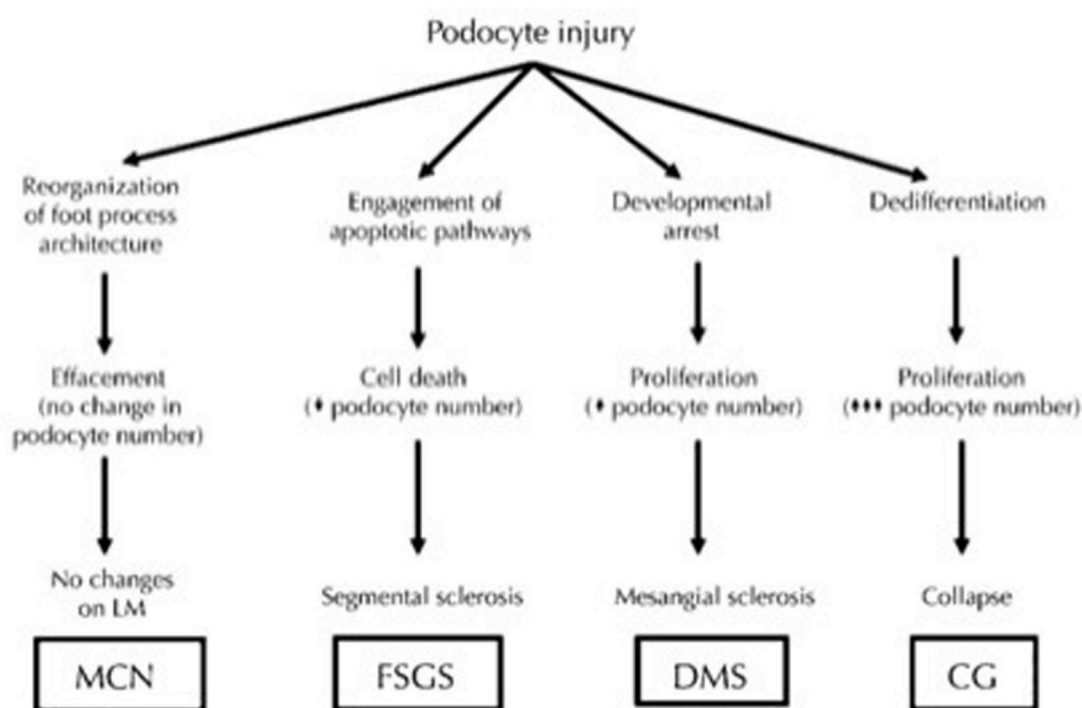 Podocyte injury
Reorganization
of foot process
architecture
Engagement of
apoptotic pathways
Developmental
arrest
Dedifferentiation
Effacement
(no change in
podocyte number)
Cell death
( podocyte number)
Proliferation
( podocyte number)
Proliferation
( podocyte number)
No changes
on LM
Segmental sclerosis
Mesangial sclerosis
Collapse
MCN
FSGS
DMS
CG